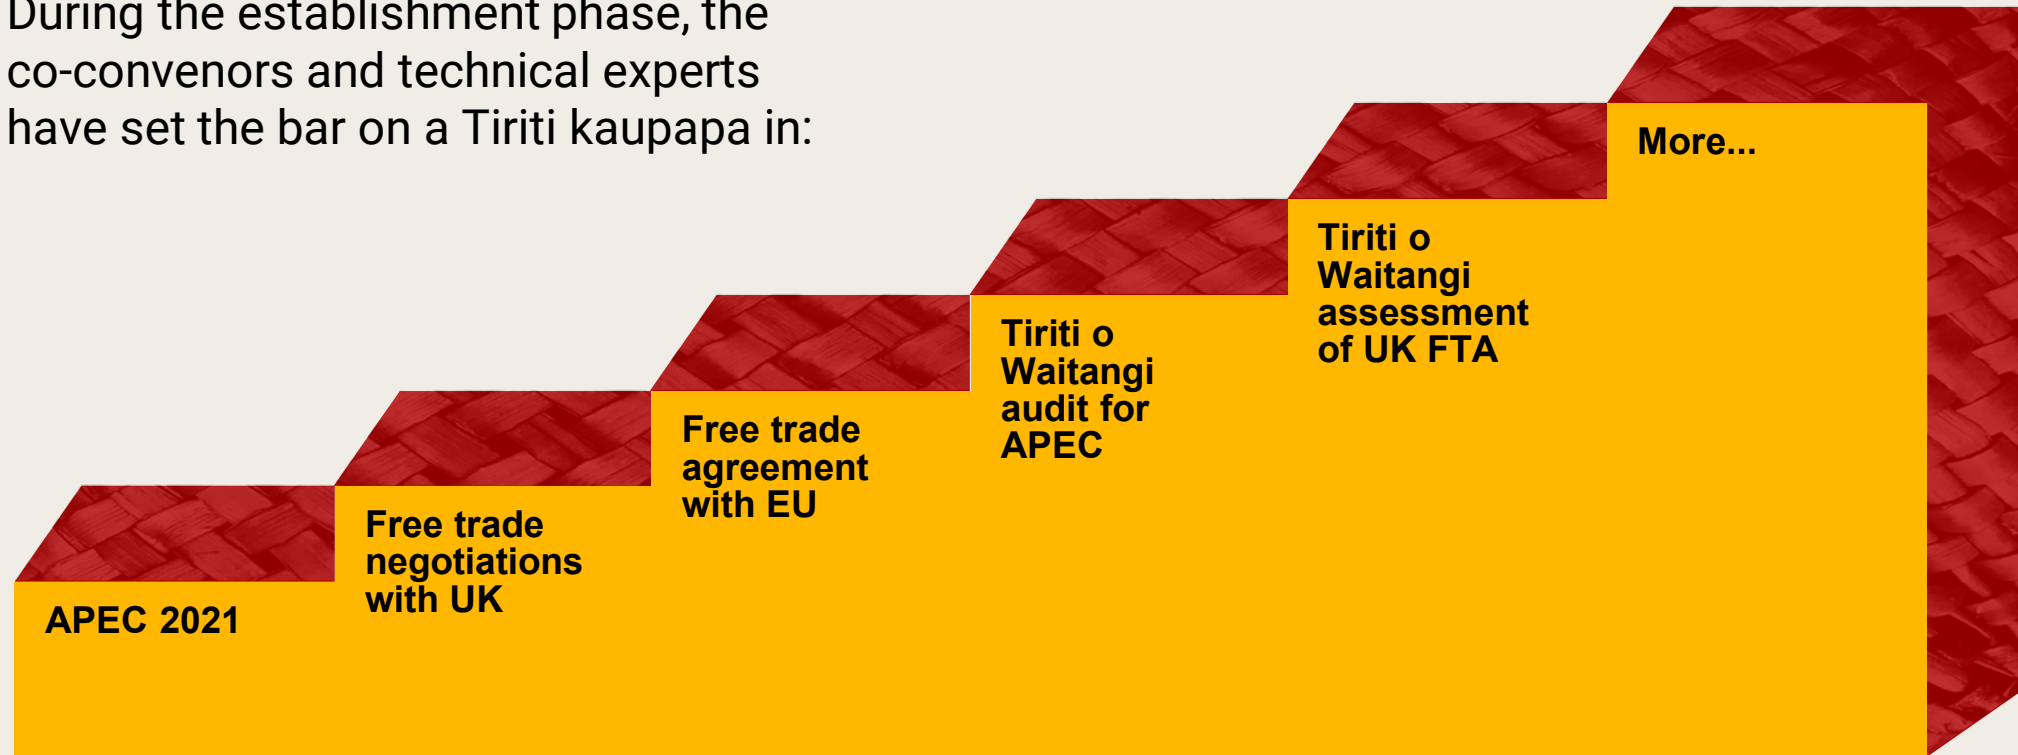 During the establishment phase, the
co-convenors and technical experts
have set the bar on a Tiriti kaupapa in:
APEC 2021
Free trade
negotiations
with UK
Free trade
agreement
with EU
Tiriti o
Waitangi
audit for
APEC
Tiriti o
Waitangi
assessment
of UK FTA
More...